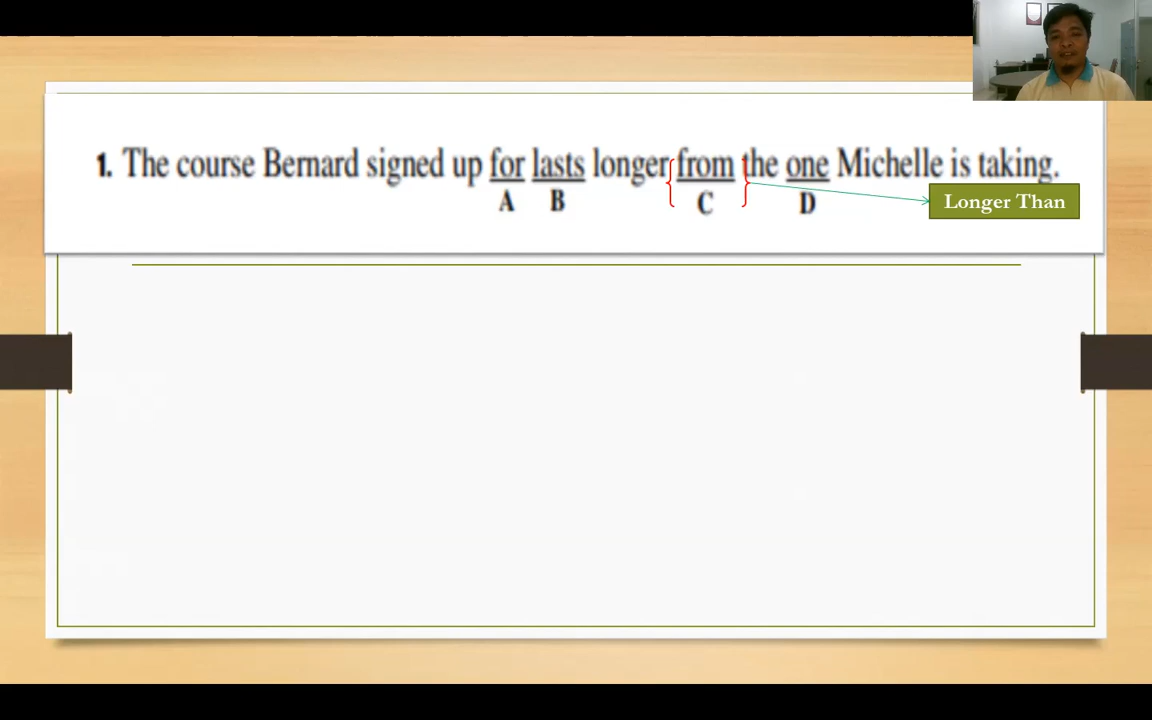 1. The course Bernard signed up for lasts longer from the one Michelle is taking.
A B C D
Longer Than